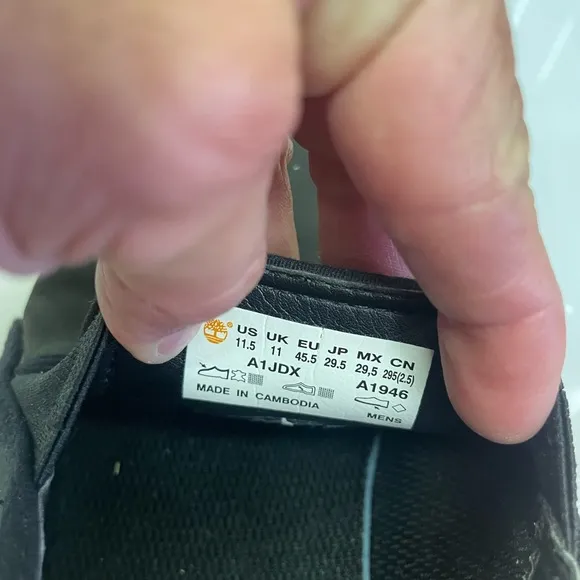 US UK EU JP MX CN
11.5 11 45.5 29.5 29,5 295(2.5)
A1JDX A1946
MADE IN CAMBODIA MENS